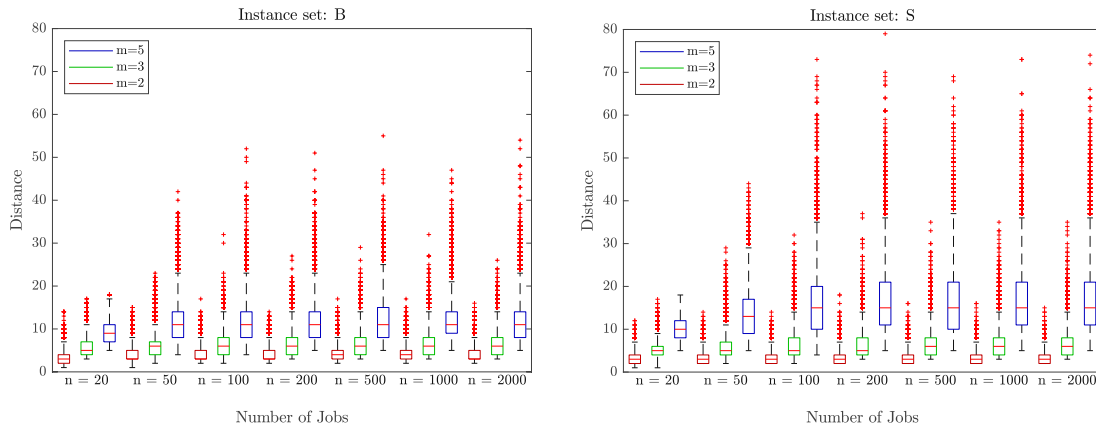 Instance set: B
80
70
60
50
40
30
20
10
0
Distance
m=5
m=3
m=2
n = 20 n = 50 n = 100 n = 200 n = 500 n = 1000 n = 2000
Number of Jobs
Instance set: S
80
70
60
50
40
30
20
10
0
Distance
m=5
m=3
m=2
n = 20 n = 50 n = 100 n = 200 n = 500 n = 1000 n = 2000
Number of Jobs